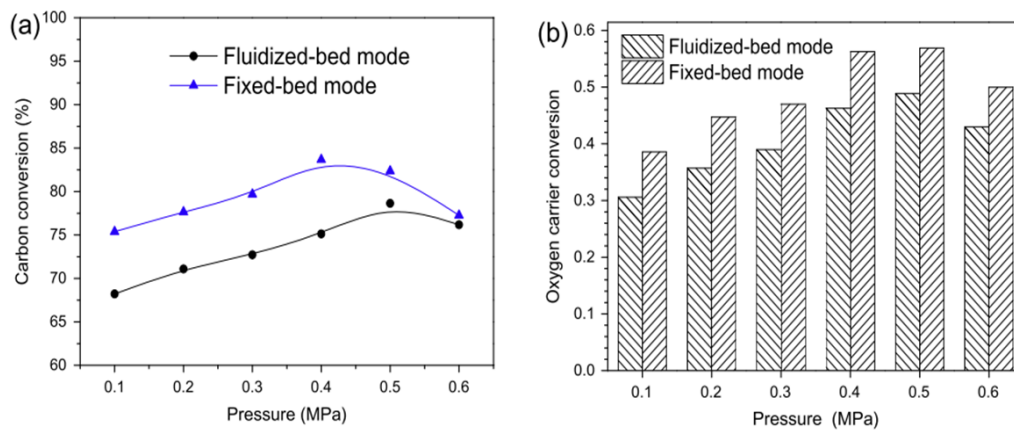 (a)
Fluidized-bed mode
Fixed-bed mode
Carbon conversion (%)
100
95
90
85
80
75
70
65
60
0.1 0.2 0.3 0.4 0.5 0.6
Pressure (MPa)
(b)
Fluidized-bed mode
Fixed-bed mode
Oxygen carrier conversion
0.6
0.5
0.4
0.3
0.2
0.1
0.0
0.1 0.2 0.3 0.4 0.5 0.6
Pressure (MPa)